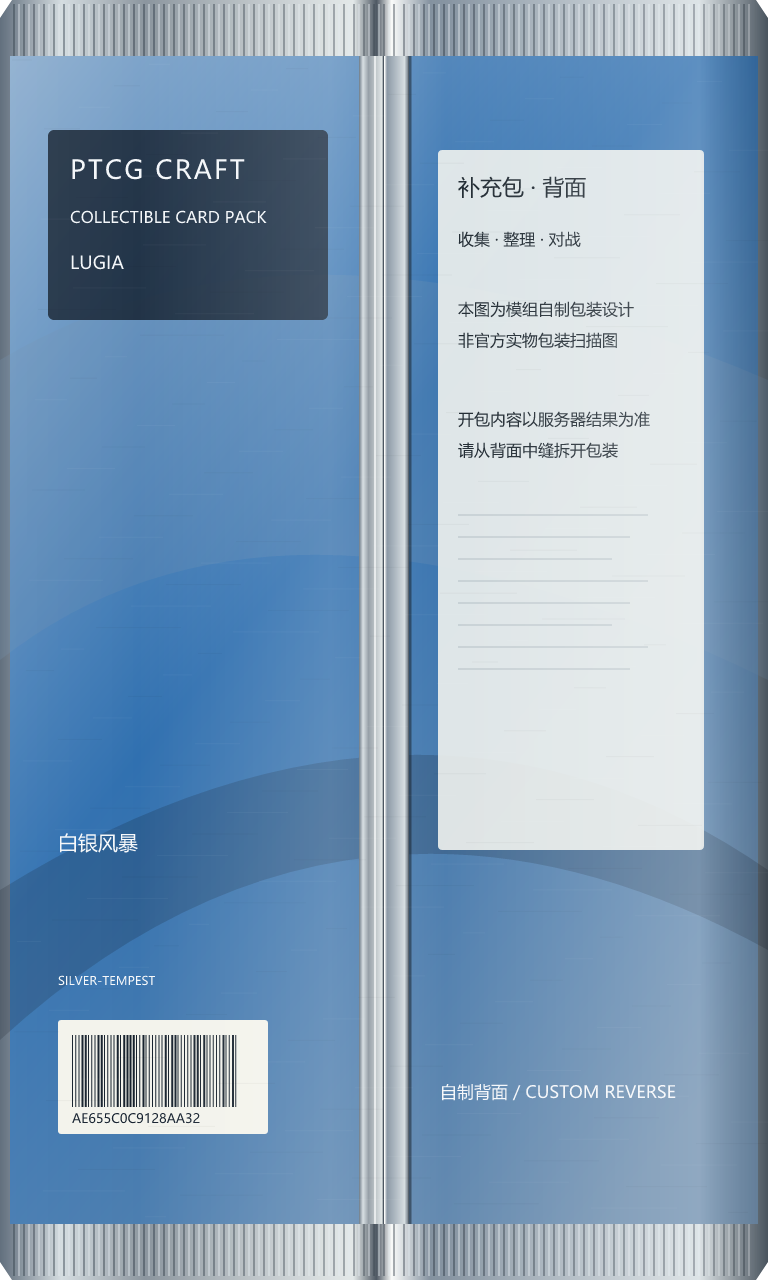 PTCG CRAFT
COLLECTIBLE CARD PACK
LUGIA
白银风暴
SILVER-TEMPEST
AE655C0C9128AA32
补充包 · 背面
收集 · 整理 · 对战
本图为模组自制包装设计
非官方实物包装扫描图
开包内容以服务器结果为准
请从背面中缝拆开包装
自制背面 / CUSTOM REVERSE